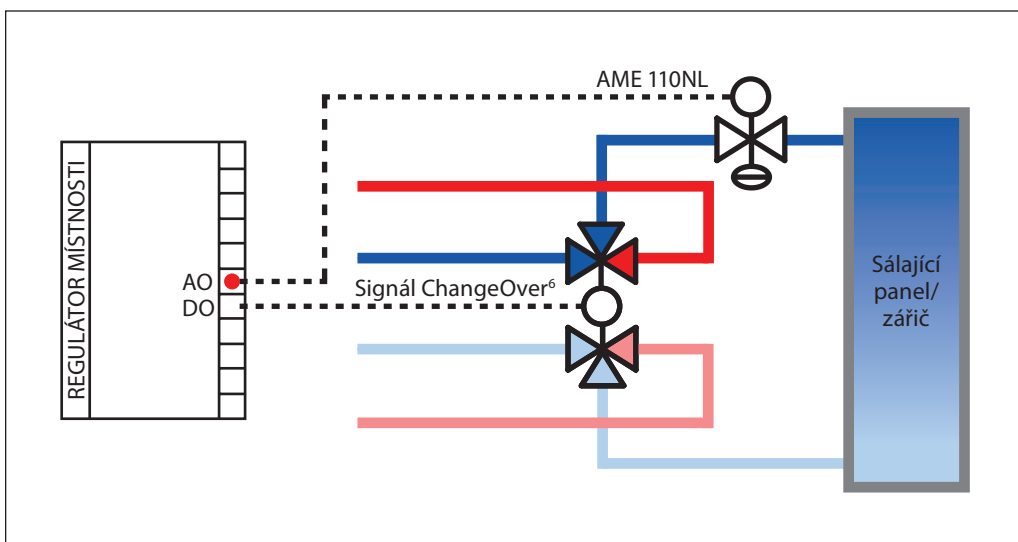 AME 110NL
REGULÁTOR MÍSTNOSTI
AO
DO
Signál ChangeOver⁶
Sálající
panel/
zářič